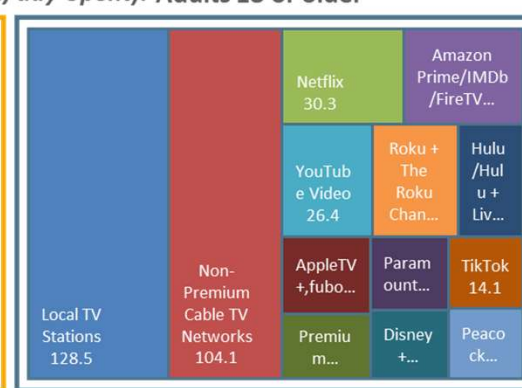 day Spent). Adults 18 or older
Local TV
Stations
128.5
Non-
Premium
Cable TV
Networks
104.1
Netflix
30.3
Amazon
Prime/IMDb
/FireTV...
YouTub
e Video
26.4
Roku +
The
Roku
Chan...
Hulu
/Hul
u +
Liv...
AppleTV
+,fubo...
Param
ount...
TikTok
14.1
Premiu
m...
Disney
+...
Peaco
ck...